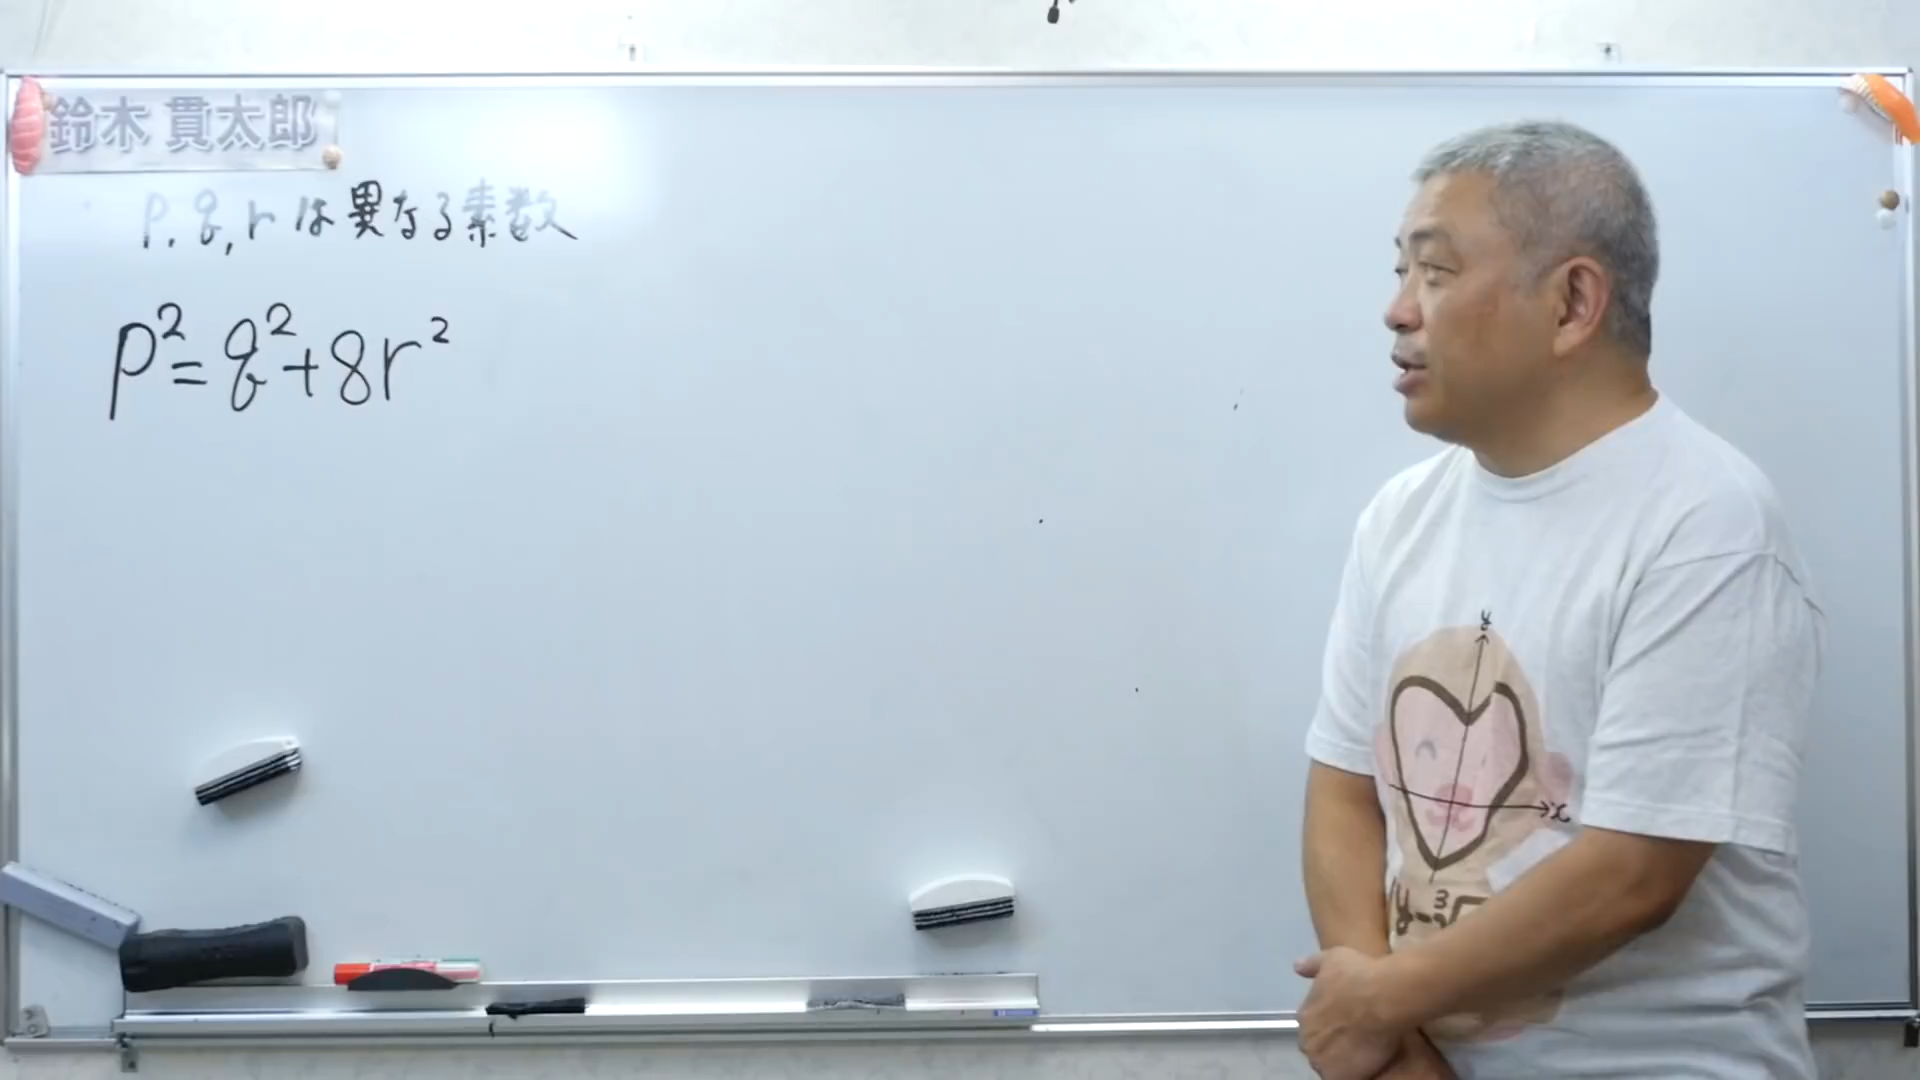 鈴木 貫太郎
p, q, r は異なる素数
p²=q²+8r²
y
x